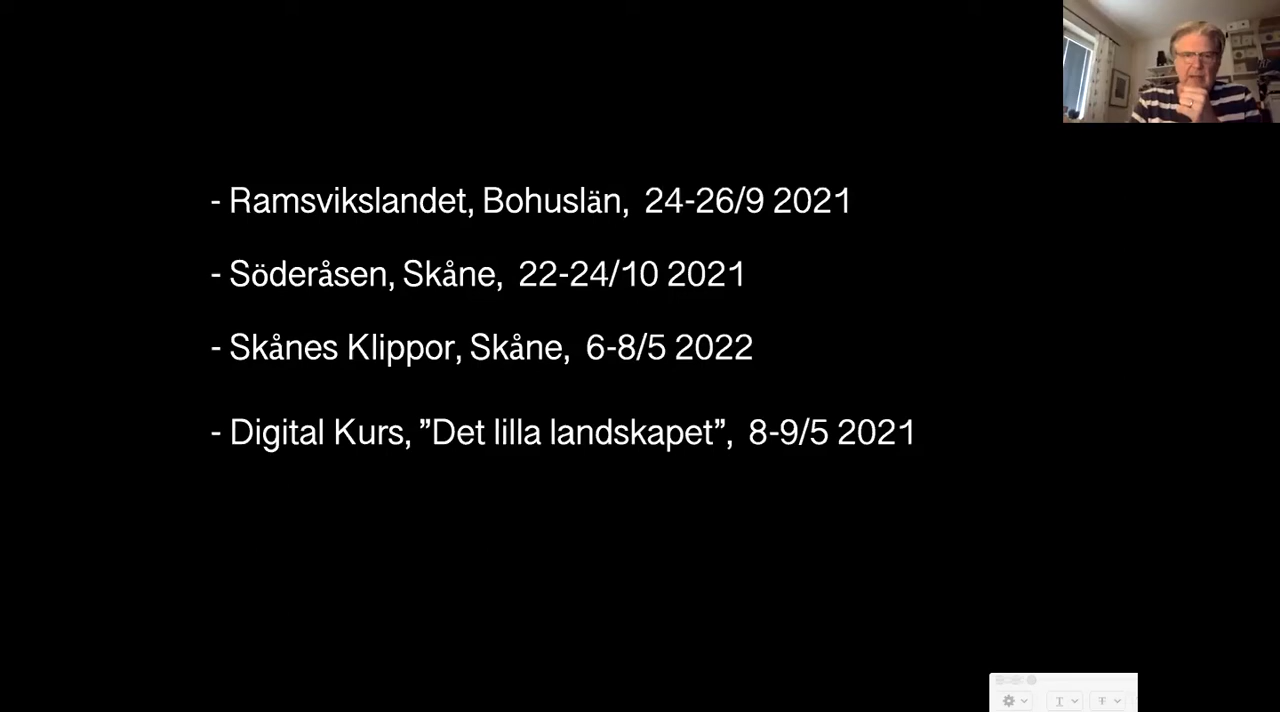 - Ramsvikslandet, Bohuslän, 24-26/9 2021
- Söderåsen, Skåne, 22-24/10 2021
- Skånes Klippor, Skåne, 6-8/5 2022
- Digital Kurs, ”Det lilla landskapet”, 8-9/5 2021